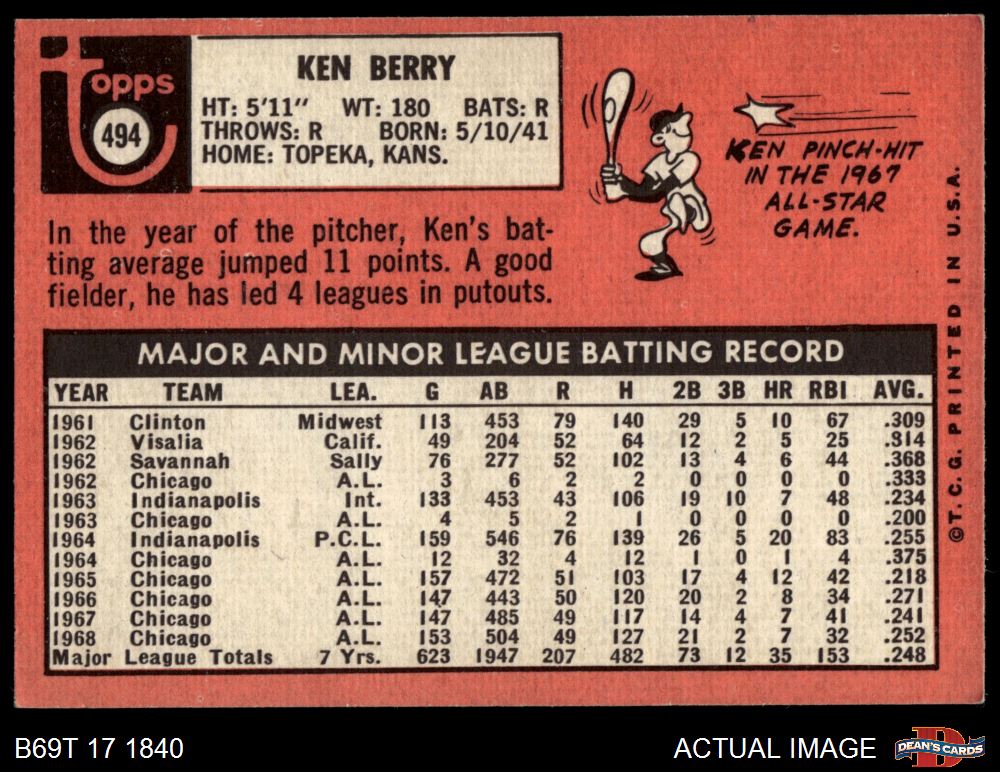 Topps
494
KEN BERRY
HT: 5'11" WT: 180 BATS: R
THROWS: R BORN: 5/10/41
HOME: TOPEKA, KANS.
KEN PINCH-HIT
IN THE 1967
ALL-STAR
GAME.
In the year of the pitcher, Ken's bat-
ting average jumped 11 points. A good
fielder, he has led 4 leagues in putouts.
MAJOR AND MINOR LEAGUE BATTING RECORD
YEAR TEAM LEA. G AB R H 2B 3B HR RBI AVG.
1961 Clinton Midwest 113 453 79 140 29 5 10 67 .309
1962 Visalia Calif. 49 204 52 64 12 2 5 25 .314
1962 Savannah Sally 76 277 52 102 13 4 6 44 .368
1962 Chicago A.L. 3 6 2 2 0 0 0 0 .333
1963 Indianapolis Int. 133 453 43 106 19 10 7 48 .234
1963 Chicago A.L. 4 5 2 1 0 0 0 0 .200
1964 Indianapolis P.C.L. 159 546 76 139 26 5 20 83 .255
1964 Chicago A.L. 12 32 4 12 1 0 1 4 .375
1965 Chicago A.L. 157 472 51 103 17 4 12 42 .218
1966 Chicago A.L. 147 443 50 120 20 2 8 34 .271
1967 Chicago A.L. 147 485 49 117 14 4 7 41 .241
1968 Chicago A.L. 153 504 49 127 21 2 7 32 .252
Major League Totals 7 Yrs. 623 1947 207 482 73 12 35 153 .248
©T.C.G. PRINTED IN U.S.A.
B69T 17 1840
ACTUAL IMAGE
DEAN'S CARDS